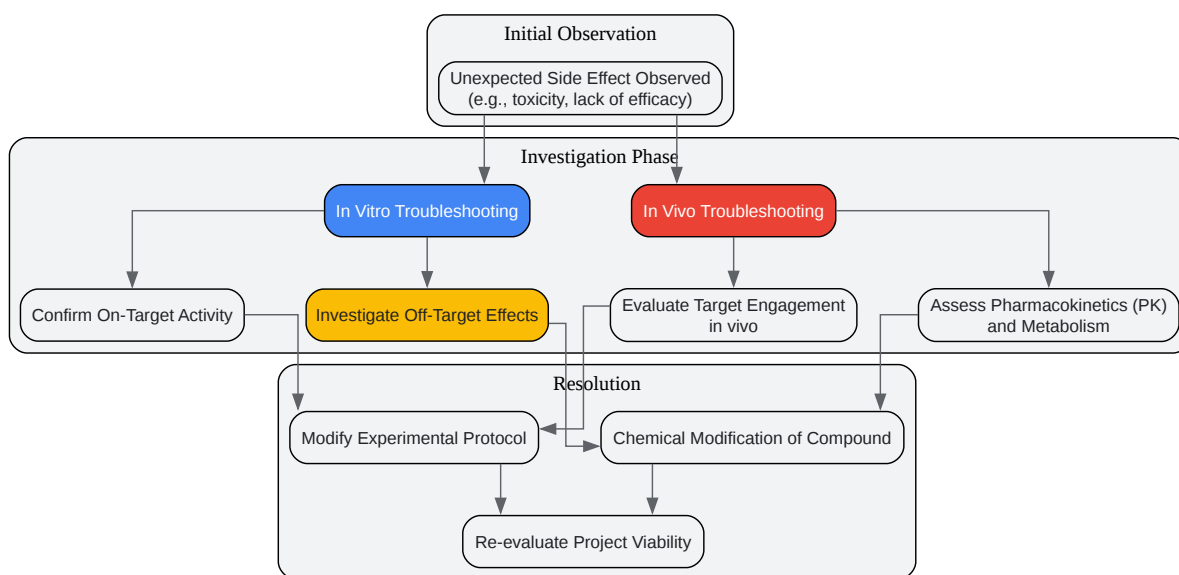 Initial Observation
Unexpected Side Effect Observed
(e.g., toxicity, lack of efficacy)
Investigation Phase
In Vitro Troubleshooting
In Vivo Troubleshooting
Confirm On-Target Activity
Investigate Off-Target Effects
Evaluate Target Engagement
in vivo
Assess Pharmacokinetics (PK)
and Metabolism
Resolution
Modify Experimental Protocol
Chemical Modification of Compound
Re-evaluate Project Viability